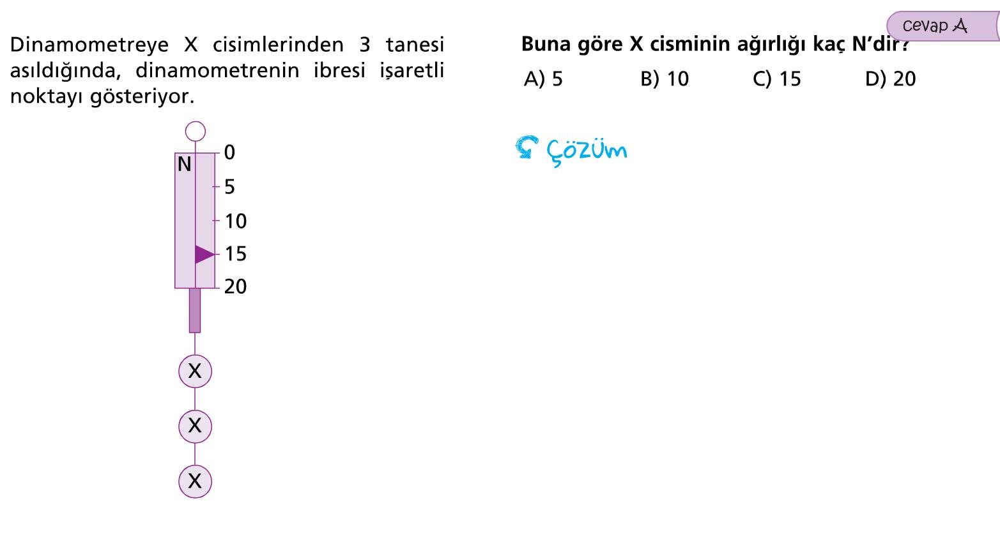 Dinamometreye X cisimlerinden 3 tanesi
asıldığında, dinamometrenin ibresi işaretli
noktayı gösteriyor.
N
0
5
10
15
20
X
X
X
cevap A
Buna göre X cisminin ağırlığı kaç N’dir?
A) 5 B) 10 C) 15 D) 20
Çözüm